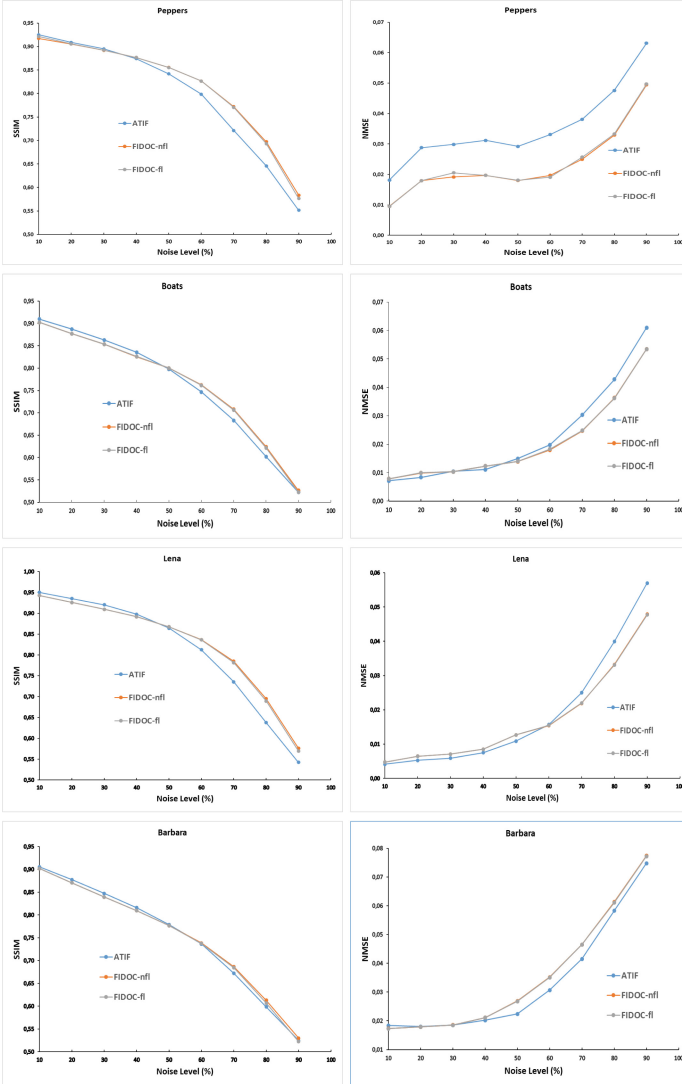 Peppers
0,95
0,90
0,85
0,80
0,75
0,70
0,65
0,60
0,55
0,50
SSIM
ATIF
FIDOC-nfl
FIDOC-fl
10 20 30 40 50 60 70 80 90 100
Noise Level (%)
Peppers
0,07
0,06
0,05
0,04
0,03
0,02
0,01
0,00
NMSE
ATIF
FIDOC-nfl
FIDOC-fl
10 20 30 40 50 60 70 80 90 100
Noise Level (%)
Boats
0,95
0,90
0,85
0,80
0,75
0,70
0,65
0,60
0,55
0,50
SSIM
ATIF
FIDOC-nfl
FIDOC-fl
10 20 30 40 50 60 70 80 90 100
Noise Level (%)
Boats
0,07
0,06
0,05
0,04
0,03
0,02
0,01
0,00
NMSE
ATIF
FIDOC-nfl
FIDOC-fl
10 20 30 40 50 60 70 80 90 100
Noise Level (%)
Lena
1,00
0,95
0,90
0,85
0,80
0,75
0,70
0,65
0,60
0,55
0,50
SSIM
ATIF
FIDOC-nfl
FIDOC-fl
10 20 30 40 50 60 70 80 90 100
Noise Level (%)
Lena
0,06
0,05
0,04
0,03
0,02
0,01
0,00
NMSE
ATIF
FIDOC-nfl
FIDOC-fl
10 20 30 40 50 60 70 80 90 100
Noise Level (%)
Barbara
0,95
0,90
0,85
0,80
0,75
0,70
0,65
0,60
0,55
0,50
SSIM
ATIF
FIDOC-nfl
FIDOC-fl
10 20 30 40 50 60 70 80 90 100
Noise Level (%)
Barbara
0,08
0,07
0,06
0,05
0,04
0,03
0,02
0,01
NMSE
ATIF
FIDOC-nfl
FIDOC-fl
10 20 30 40 50 60 70 80 90 100
Noise Level (%)